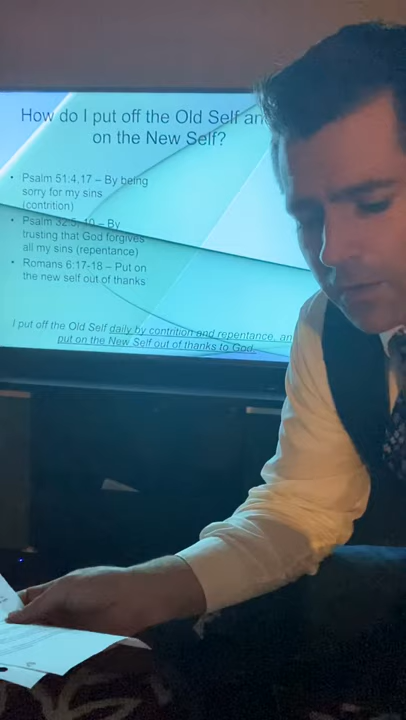 How do I put off the Old Self an
on the New Self?
• Psalm 51:4,17 – By being
sorry for my sins
(contrition)
• Psalm 32:5, 10 – By
trusting that God forgives
all my sins (repentance)
• Romans 6:17-18 – Put on
the new self out of thanks
I put off the Old Self daily by contrition and repentance, an
put on the New Self out of thanks to God.